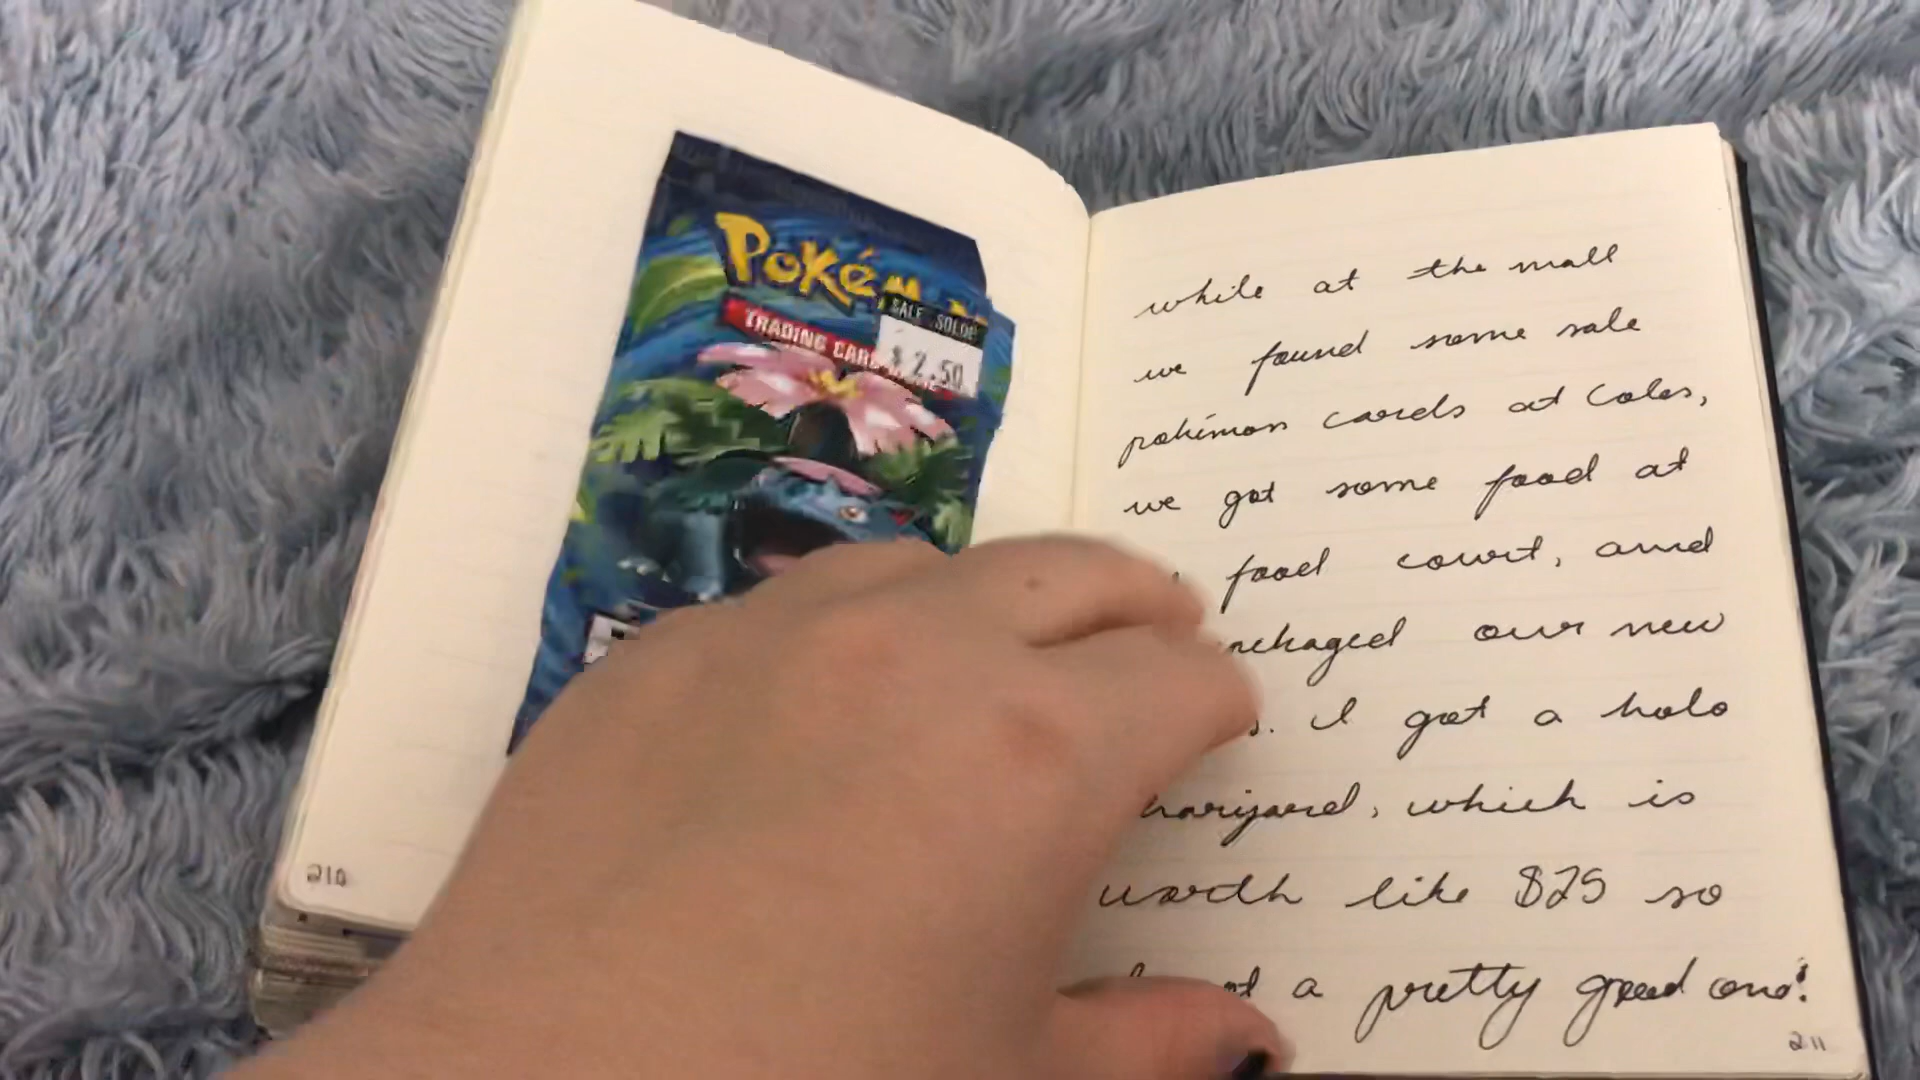 POKéM
TRADING CARD
SALE SOLDE
$ 2.50
210
while at the mall
we found some sale
pokémon cards at Coles,
we got some food at
food court, and
our new
I got a holo
which is
worth like $25 so
a pretty good one!
211